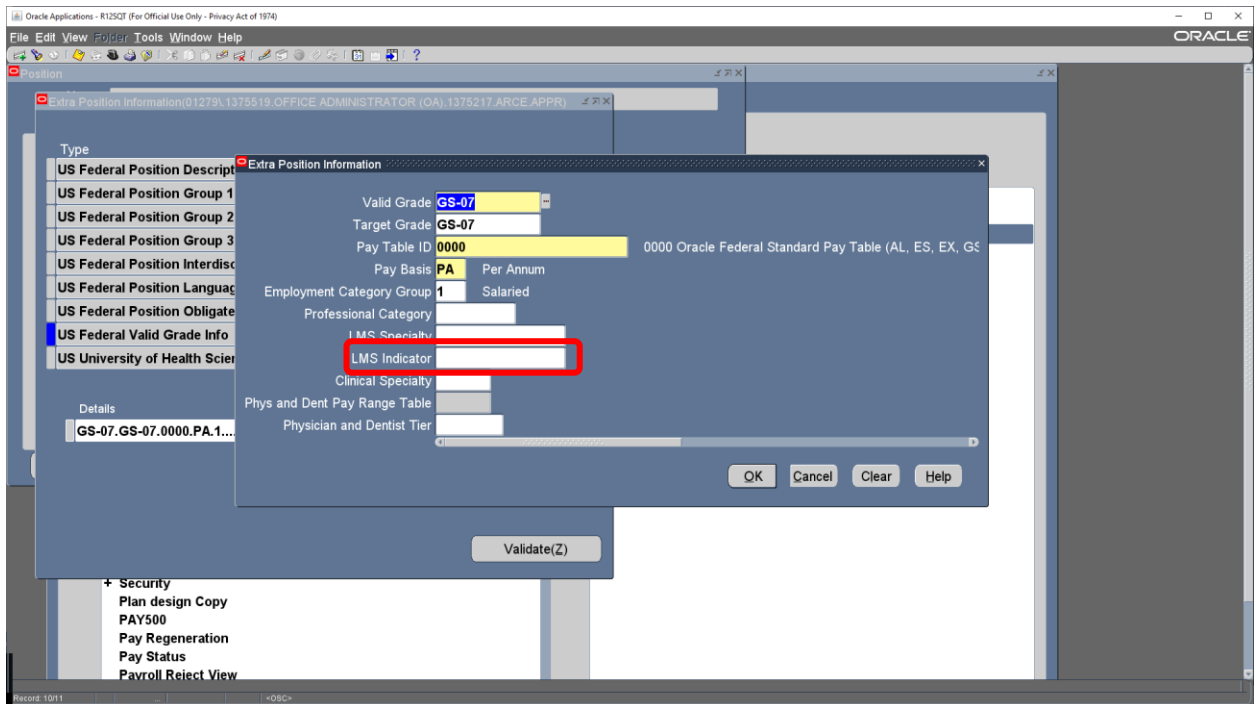 Oracle Applications - R12SQT (For Official Use Only - Privacy Act of 1974)
File Edit View Folder Tools Window Help
ORACLE
Position
Extra Position Information(01279\.1375519.OFFICE ADMINISTRATOR (OA).1375217.ARCE.APPR)
Type
US Federal Position Descript
US Federal Position Group 1
US Federal Position Group 2
US Federal Position Group 3
US Federal Position Interdisc
US Federal Position Languag
US Federal Position Obligate
US Federal Valid Grade Info
US University of Health Scier
Details
GS-07.GS-07.0000.PA.1....
Extra Position Information
Valid Grade GS-07
Target Grade GS-07
Pay Table ID 0000 0000 Oracle Federal Standard Pay Table (AL, ES, EX, GS
Pay Basis PA Per Annum
Employment Category Group 1 Salaried
Professional Category
LMS Specialty
LMS Indicator
Clinical Specialty
Phys and Dent Pay Range Table
Physician and Dentist Tier
OK Cancel Clear Help
Validate(Z)
+ Security
Plan design Copy
PAY500
Pay Regeneration
Pay Status
Payroll Reject View
Record: 10/11 ... <OSC>